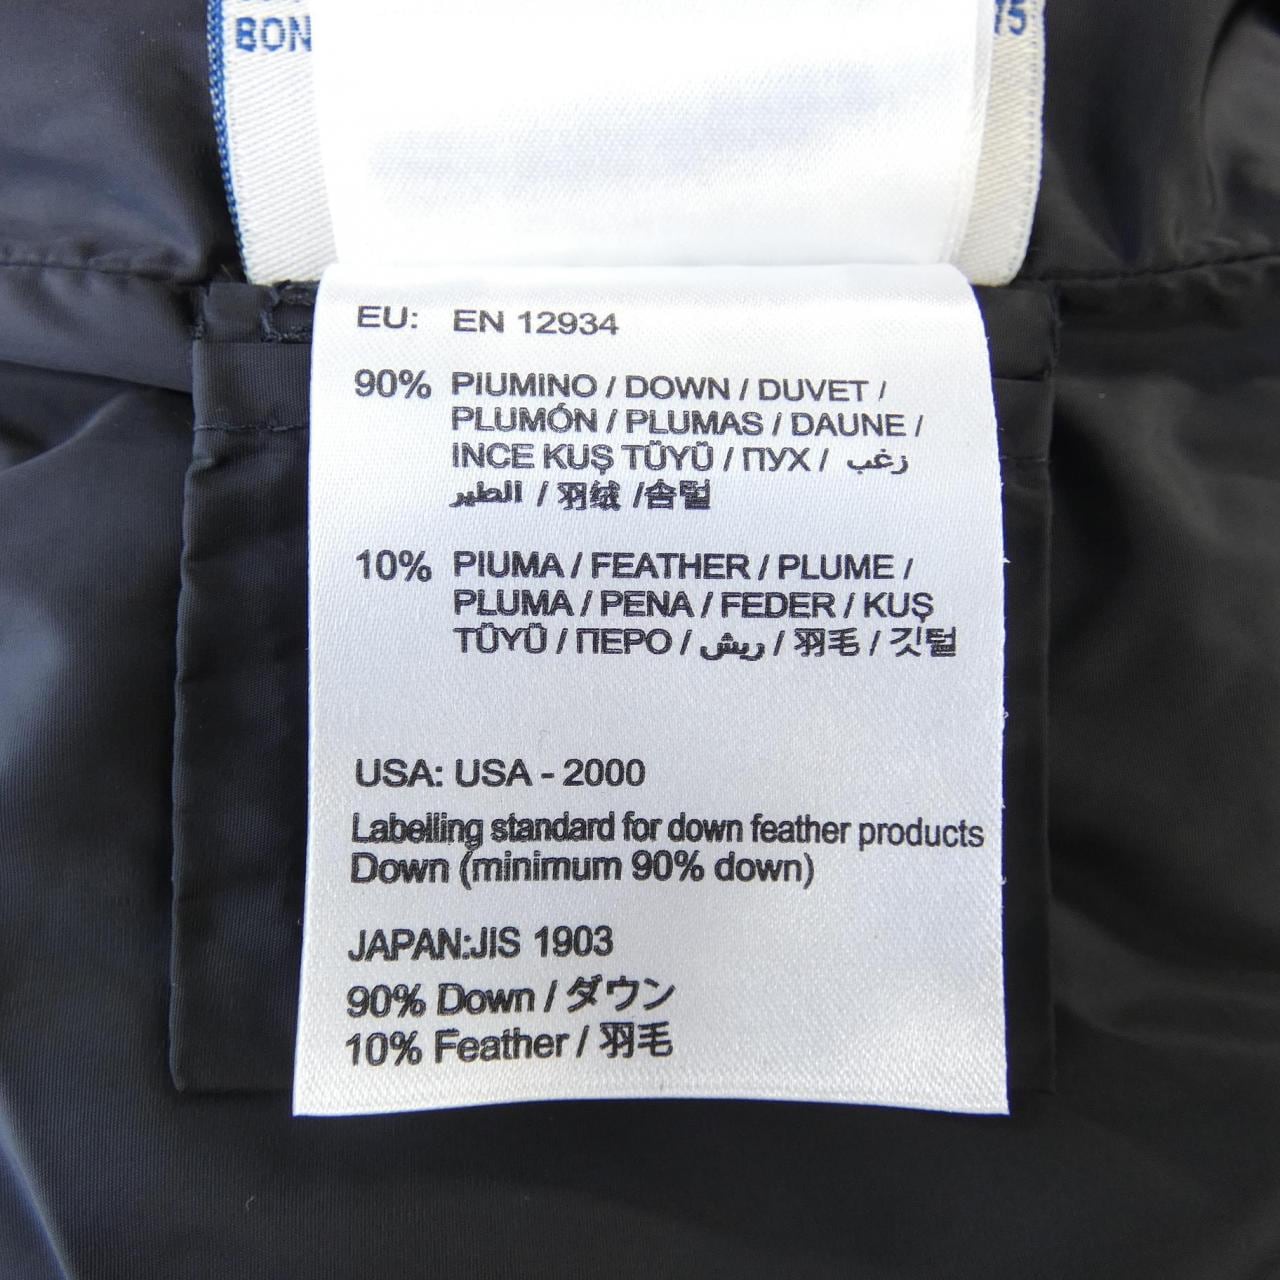 BON
75
EU: EN 12934
90% PIUMINO / DOWN / DUVET /
PLUMÓN / PLUMAS / DAUNE /
INCE KUŞ TÜYÜ / ПУХ / زغب
الطير / 羽绒 /솜털
10% PIUMA / FEATHER / PLUME /
PLUMA / PENA / FEDER / KUŞ
TÜYÜ / ПЕРО / ريش / 羽毛 / 깃털
USA: USA - 2000
Labelling standard for down feather products
Down (minimum 90% down)
JAPAN:JIS 1903
90% Down / ダウン
10% Feather / 羽毛